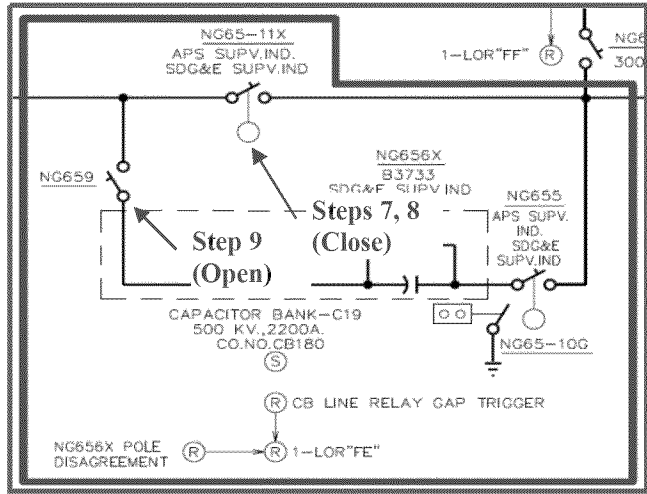 NG65-11X
APS SUPV.IND.
SDG&E SUPV.IND
1-LOR"FF"
R
NG6
300
NG659
NG656X
B3733
SDG&E SUPV.IND
NG655
APS SUPV.
IND.
SDG&E
SUPV.IND
Steps 7, 8
(Close)
Step 9
(Open)
CAPACITOR BANK-C19
500 KV.,2200A.
CO.NO.CB180
S
NG65-10G
R CB LINE RELAY GAP TRIGGER
NG656X POLE
DISAGREEMENT
R
R 1-LOR"FE"